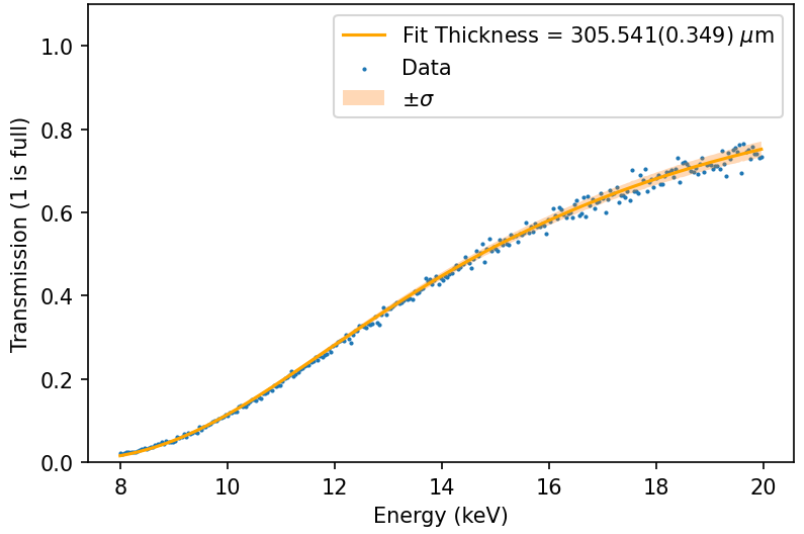 Fit Thickness = 305.541(0.349) μm
Data
±σ
Transmission (1 is full)
1.0
0.8
0.6
0.4
0.2
0.0
8 10 12 14 16 18 20
Energy (keV)